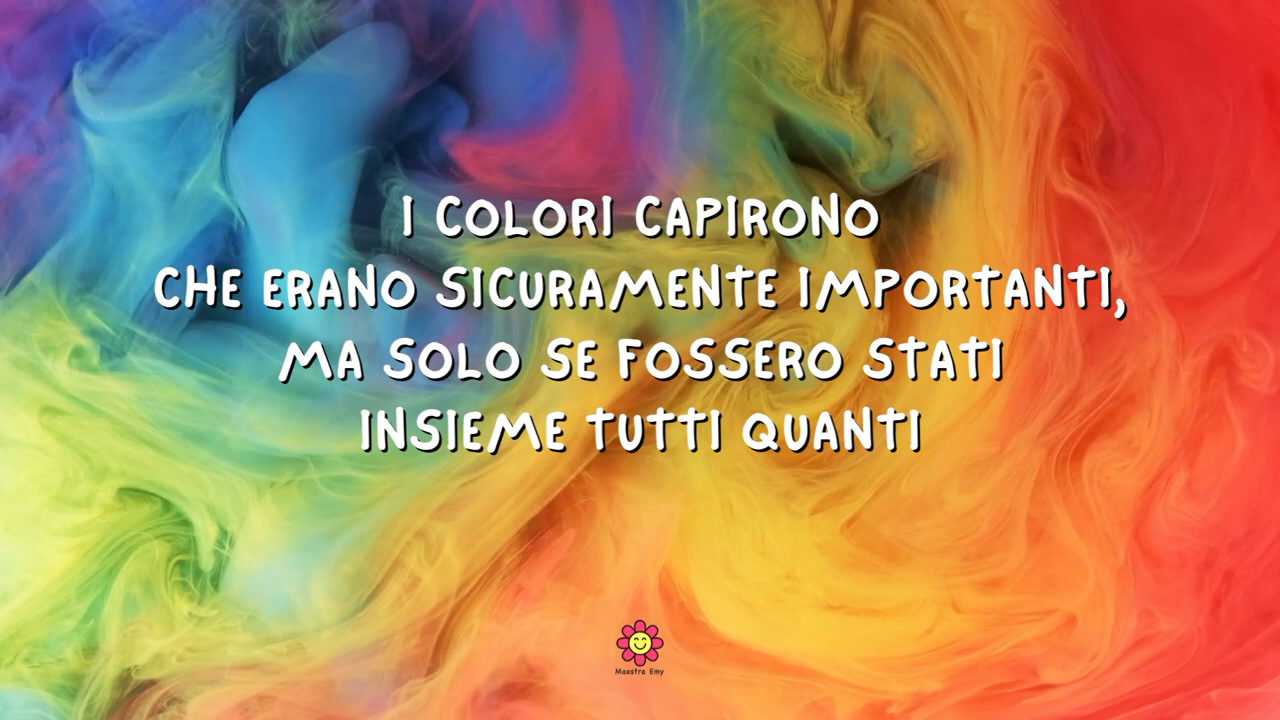 I COLORI CAPIRONO
CHE ERANO SICURAMENTE IMPORTANTI,
MA SOLO SE FOSSERO STATI
INSIEME TUTTI QUANTI
Maestra Emy